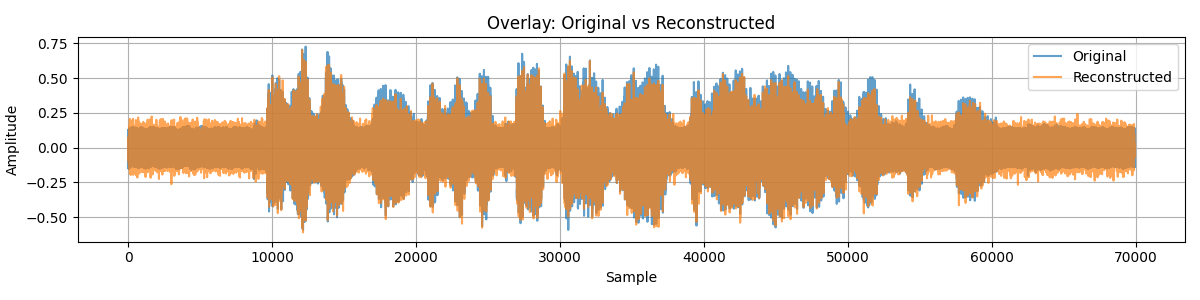 Overlay: Original vs Reconstructed
Original
Reconstructed
Amplitude
0.75
0.50
0.25
0.00
−0.25
−0.50
0 10000 20000 30000 40000 50000 60000 70000
Sample